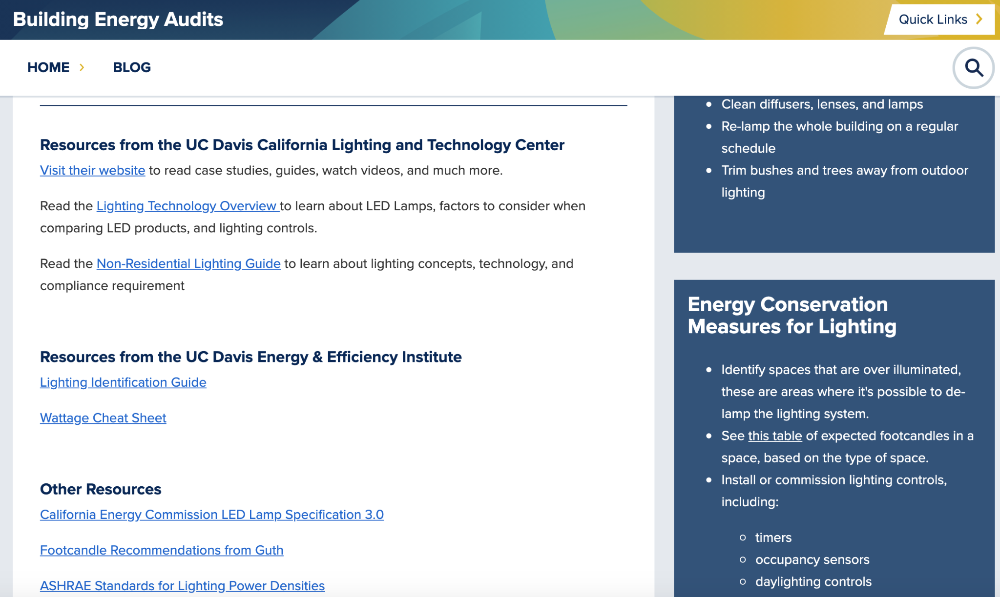 Building Energy Audits
Quick Links
HOME
BLOG
Resources from the UC Davis California Lighting and Technology Center
Visit their website to read case studies, guides, watch videos, and much more.
Read the Lighting Technology Overview to learn about LED Lamps, factors to consider when
comparing LED products, and lighting controls.
Read the Non-Residential Lighting Guide to learn about lighting concepts, technology, and
compliance requirement
Resources from the UC Davis Energy & Efficiency Institute
Lighting Identification Guide
Wattage Cheat Sheet
Other Resources
California Energy Commission LED Lamp Specification 3.0
Footcandle Recommendations from Guth
ASHRAE Standards for Lighting Power Densities
Clean diffusers, lenses, and lamps
Re-lamp the whole building on a regular
schedule
Trim bushes and trees away from outdoor
lighting
Energy Conservation
Measures for Lighting
Identify spaces that are over illuminated,
these are areas where it's possible to de-
lamp the lighting system.
See this table of expected footcandles in a
space, based on the type of space.
Install or commission lighting controls,
including:
timers
occupancy sensors
daylighting controls